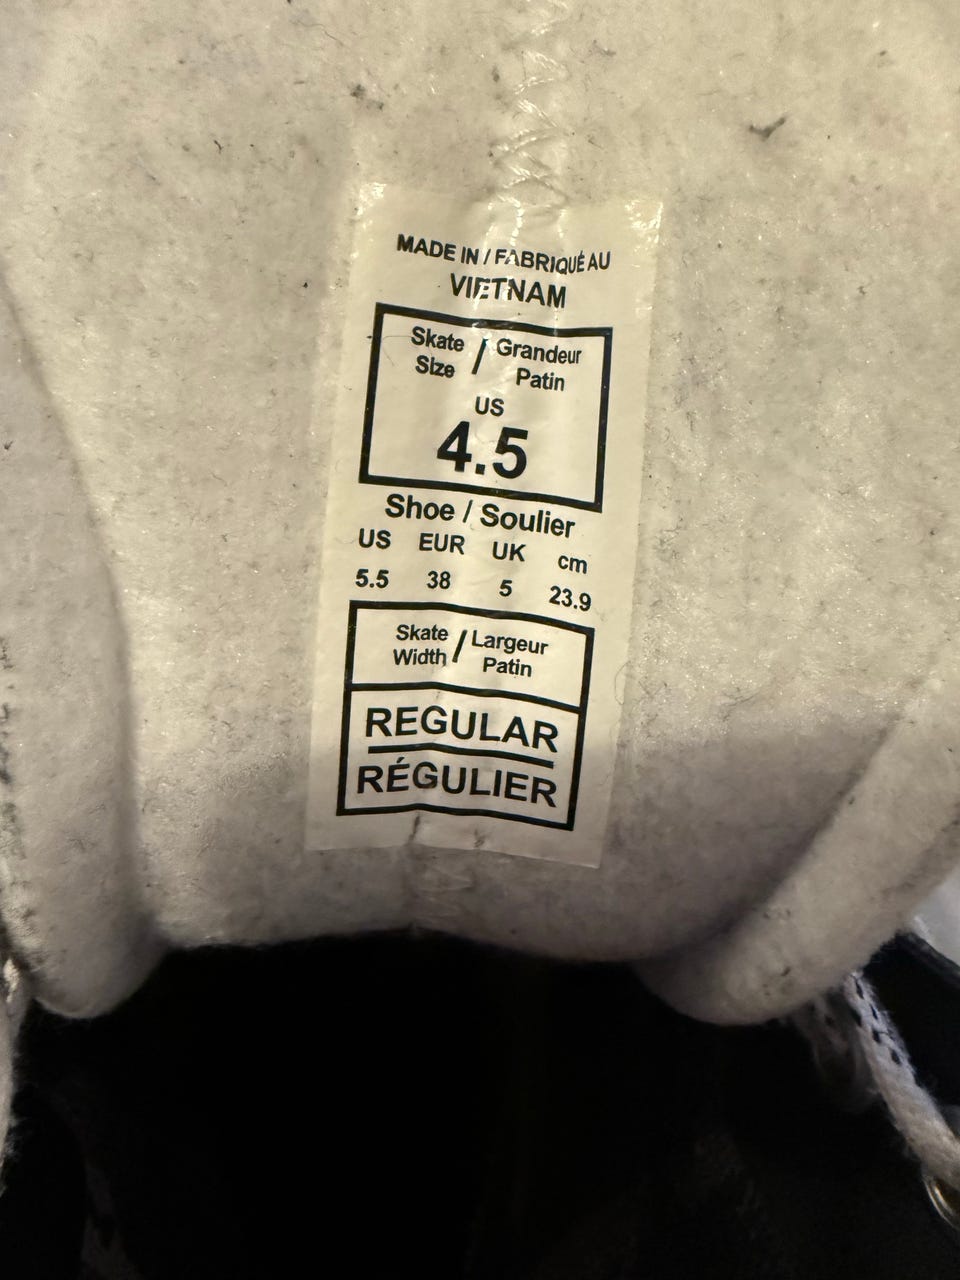 MADE IN / FABRIQUÉ AU
VIETNAM
Skate Size / Grandeur Patin
US
4.5
Shoe / Soulier
US EUR UK cm
5.5 38 5 23.9
Skate Width / Largeur Patin
REGULAR
RÉGULIER